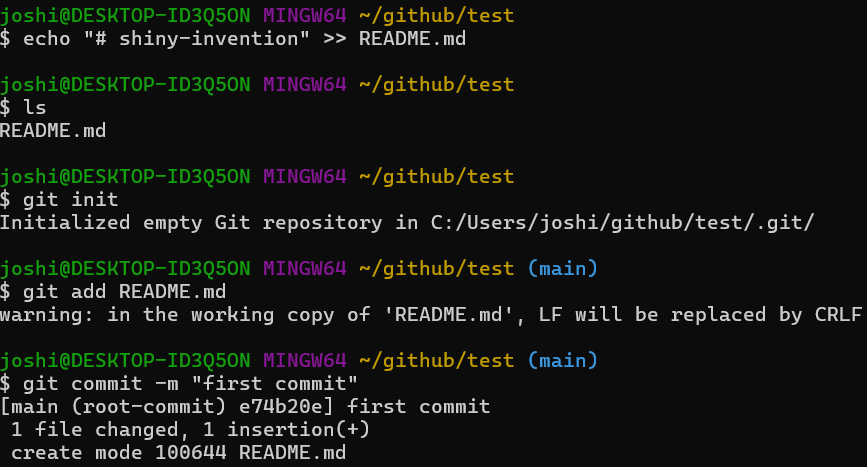 joshi@DESKTOP-ID3Q5ON MINGW64 ~/github/test
$ echo "# shiny-invention" >> README.md
joshi@DESKTOP-ID3Q5ON MINGW64 ~/github/test
$ ls
README.md
joshi@DESKTOP-ID3Q5ON MINGW64 ~/github/test
$ git init
Initialized empty Git repository in C:/Users/joshi/github/test/.git/
joshi@DESKTOP-ID3Q5ON MINGW64 ~/github/test (main)
$ git add README.md
warning: in the working copy of 'README.md', LF will be replaced by CRLF
joshi@DESKTOP-ID3Q5ON MINGW64 ~/github/test (main)
$ git commit -m "first commit"
[main (root-commit) e74b20e] first commit
1 file changed, 1 insertion(+)
create mode 100644 README.md